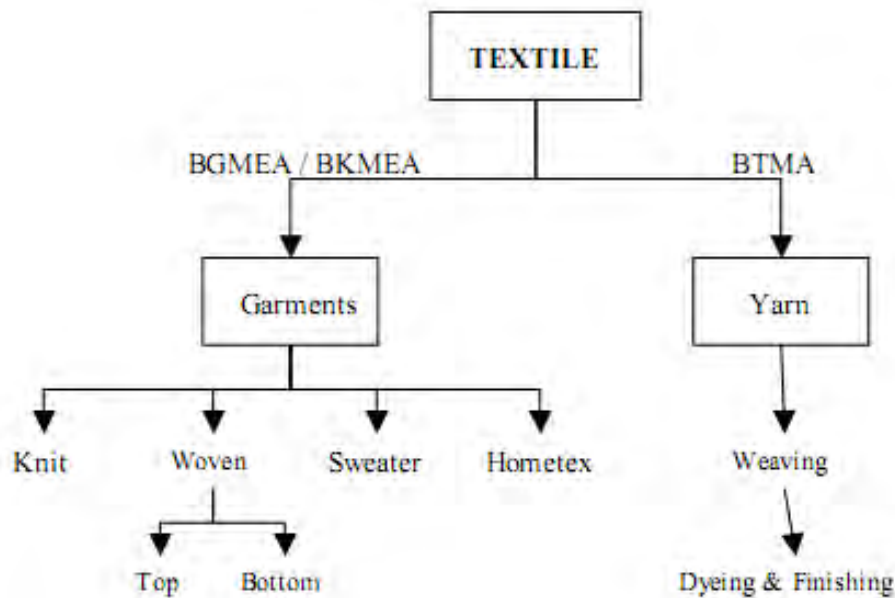 TEXTILE
BGMEA / BKMEA
BTMA
Garments
Yarn
Knit
Woven
Sweater
Hometex
Weaving
Top
Bottom
Dyeing & Finishing